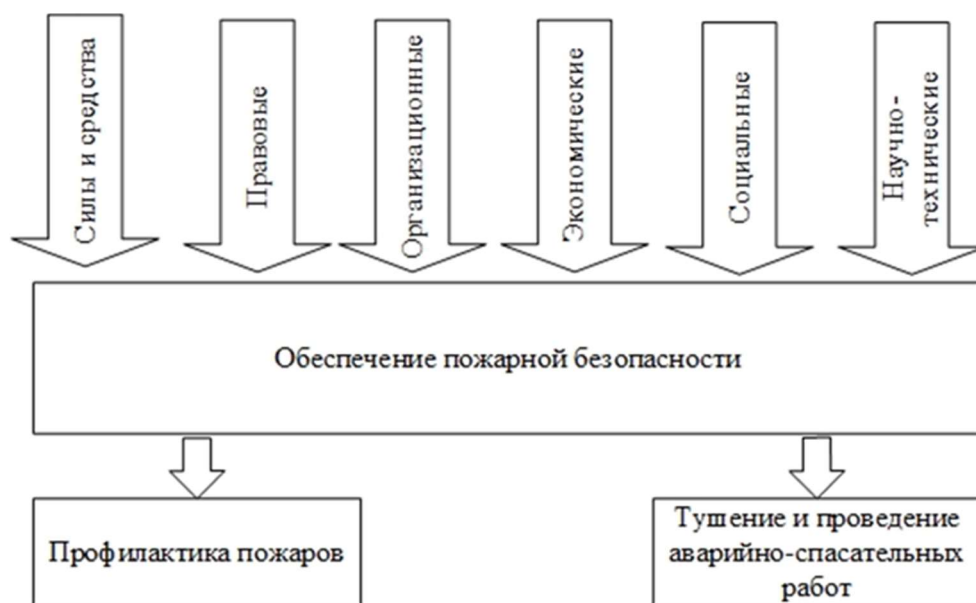 Силы и средства
Правовые
Организационные
Экономические
Социальные
Научно-
технические
Обеспечение пожарной безопасности
Профилактика пожаров
Тушение и проведение
аварийно-спасательных
работ